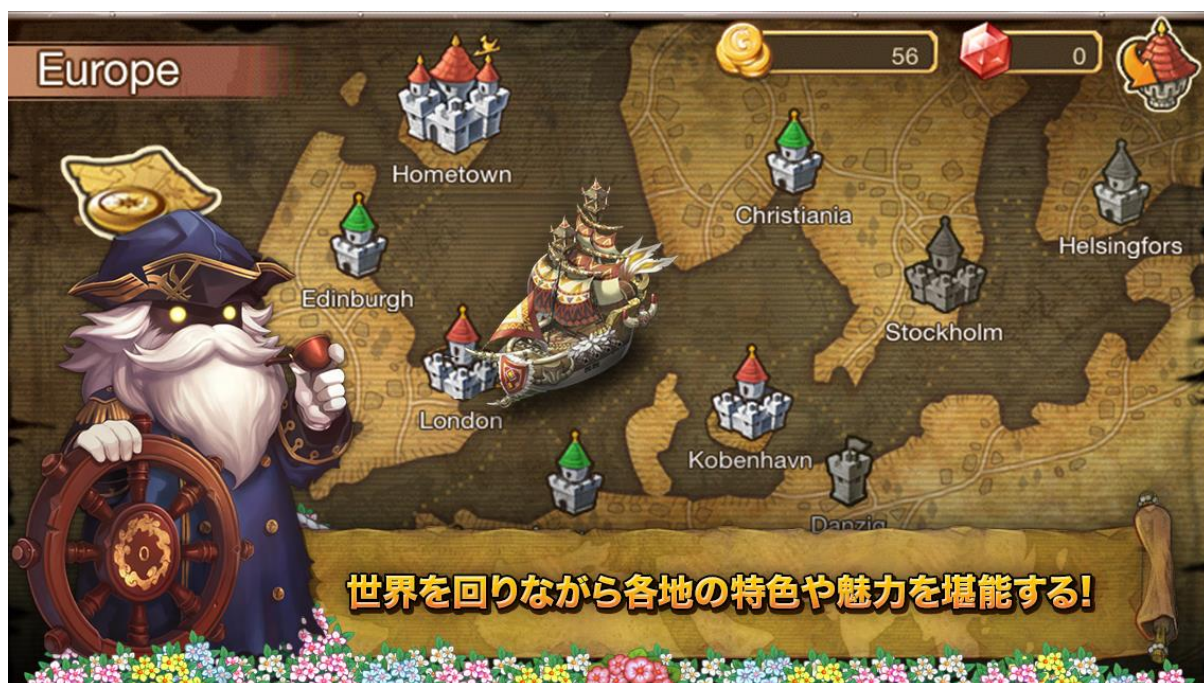 Europe
56
0
Hometown
Christiania
Helsingfors
Edinburgh
Stockholm
London
Kobenhavn
Danzig
世界を回りながら各地の特色や魅力を堪能する!